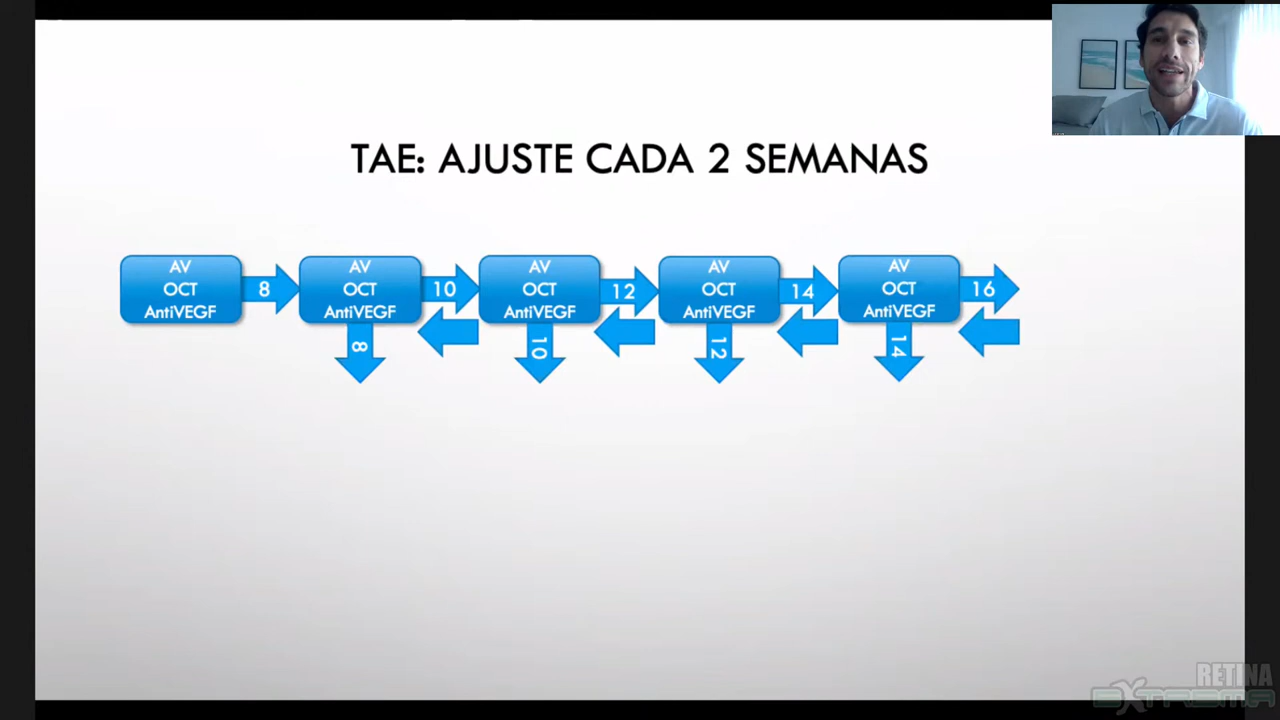 TAE: AJUSTE CADA 2 SEMANAS
AV
OCT
AntiVEGF
8
AV
OCT
AntiVEGF
10
AV
OCT
AntiVEGF
12
AV
OCT
AntiVEGF
14
AV
OCT
AntiVEGF
16
8
10
12
14
RETINA
EXTREMA